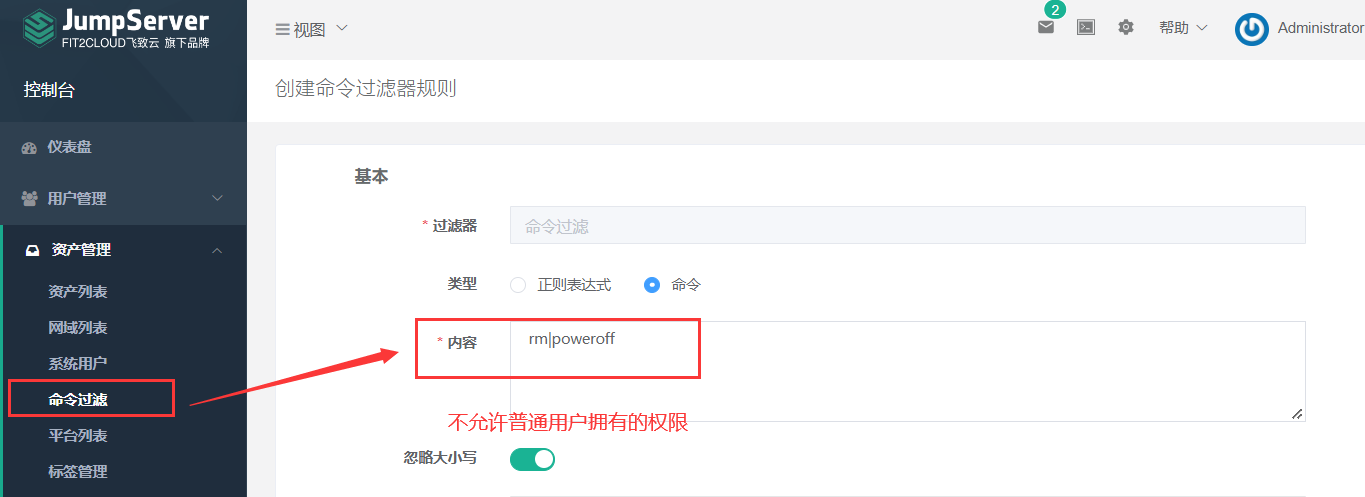 JumpServer
FIT2CLOUD飞致云 旗下品牌
视图
2
帮助
Administrator
控制台
创建命令过滤器规则
仪表盘
用户管理
资产管理
资产列表
网域列表
系统用户
命令过滤
平台列表
标签管理
基本
* 过滤器
命令过滤
类型
正则表达式
命令
* 内容
rm|poweroff
不允许普通用户拥有的权限
忽略大小写